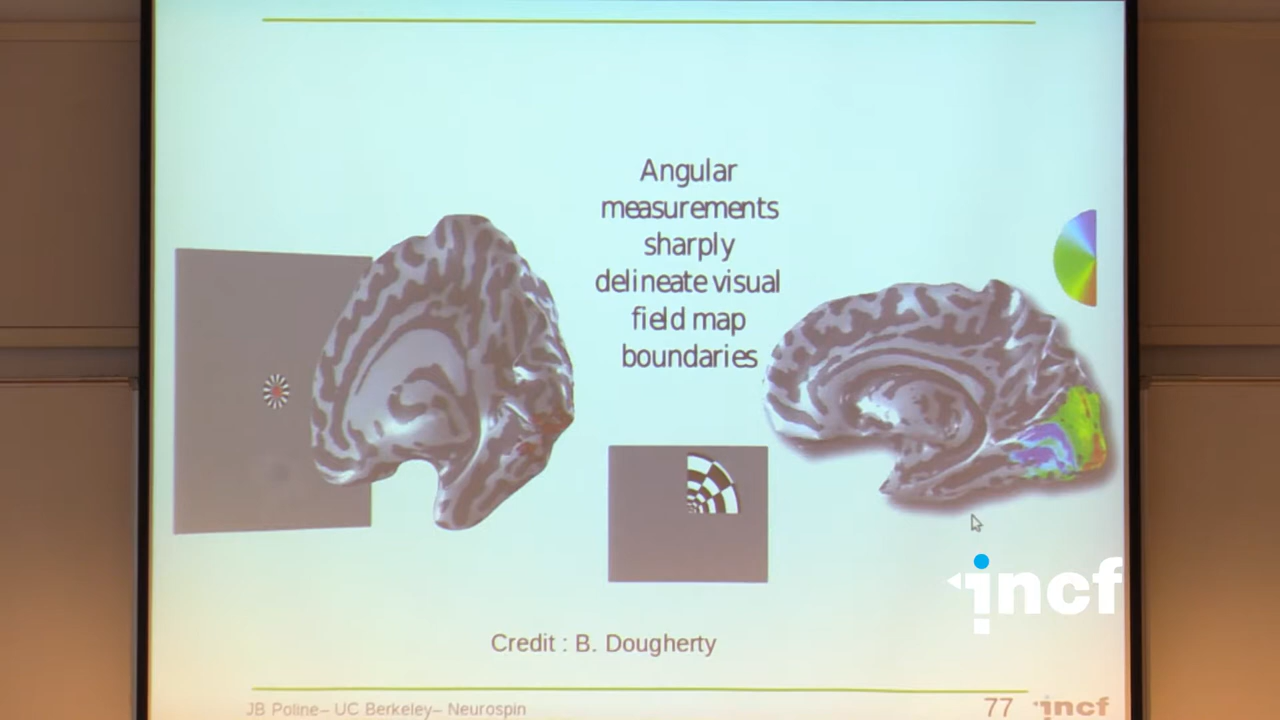 Angular
measurements
sharply
delineate visual
field map
boundaries
incf
Credit : B. Dougherty
JB Poline– UC Berkeley– Neurospin
77
incf